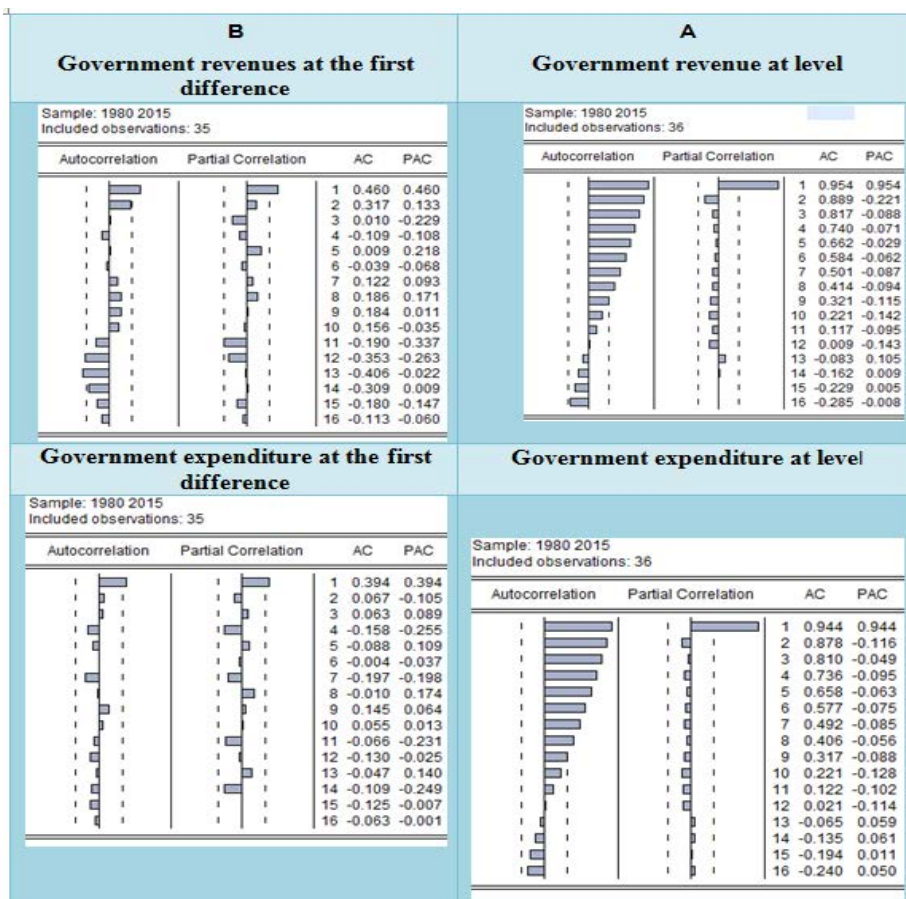 B
Government revenues at the first
difference
Sample: 1980 2015
Included observations: 35
Autocorrelation Partial Correlation AC PAC
1 0.460 0.460
2 0.317 0.133
3 0.010 -0.229
4 -0.109 -0.108
5 0.009 0.218
6 -0.039 -0.068
7 0.122 0.093
8 0.186 0.171
9 0.184 0.011
10 0.156 -0.035
11 -0.190 -0.337
12 -0.353 -0.263
13 -0.406 -0.022
14 -0.309 0.009
15 -0.180 -0.147
16 -0.113 -0.060
A
Government revenue at level
Sample: 1980 2015
Included observations: 36
Autocorrelation Partial Correlation AC PAC
1 0.954 0.954
2 0.889 -0.221
3 0.817 -0.088
4 0.740 -0.071
5 0.662 -0.029
6 0.584 -0.062
7 0.501 -0.087
8 0.414 -0.094
9 0.321 -0.115
10 0.221 -0.142
11 0.117 -0.095
12 0.009 -0.143
13 -0.083 0.105
14 -0.162 0.009
15 -0.229 0.005
16 -0.285 -0.008
Government expenditure at the first
difference
Sample: 1980 2015
Included observations: 35
Autocorrelation Partial Correlation AC PAC
1 0.394 0.394
2 0.067 -0.105
3 0.063 0.089
4 -0.158 -0.255
5 -0.088 0.109
6 -0.004 -0.037
7 -0.197 -0.198
8 -0.010 0.174
9 0.145 0.064
10 0.055 0.013
11 -0.066 -0.231
12 -0.130 -0.025
13 -0.047 0.140
14 -0.109 -0.249
15 -0.125 -0.007
16 -0.063 -0.001
Government expenditure at level
Sample: 1980 2015
Included observations: 36
Autocorrelation Partial Correlation AC PAC
1 0.944 0.944
2 0.878 -0.116
3 0.810 -0.049
4 0.736 -0.095
5 0.658 -0.063
6 0.577 -0.075
7 0.492 -0.085
8 0.406 -0.056
9 0.317 -0.088
10 0.221 -0.128
11 0.122 -0.102
12 0.021 -0.114
13 -0.065 0.059
14 -0.135 0.061
15 -0.194 0.011
16 -0.240 0.050